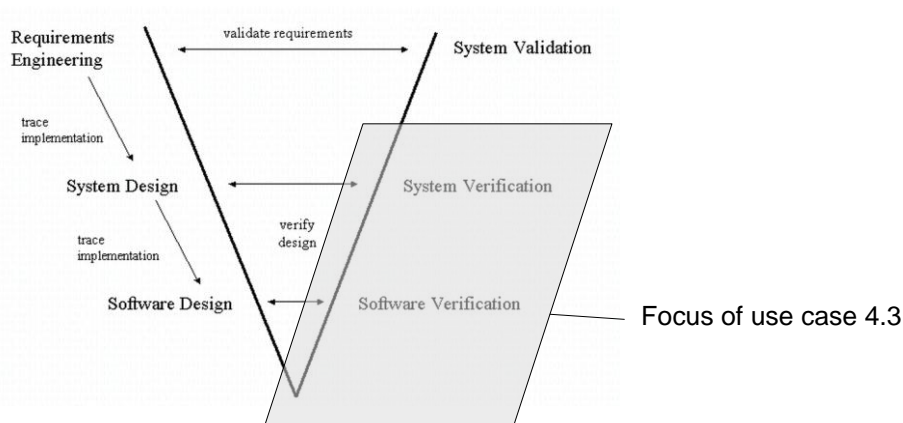 Requirements
Engineering
validate requirements
System Validation
trace
implementation
System Design
System Verification
verify
design
trace
implementation
Software Design
Software Verification
Focus of use case 4.3